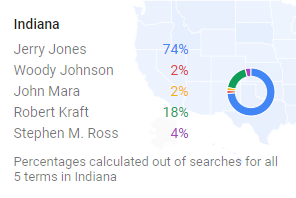 Indiana
Jerry Jones 74%
Woody Johnson 2%
John Mara 2%
Robert Kraft 18%
Stephen M. Ross 4%
Percentages calculated out of searches for all
5 terms in Indiana